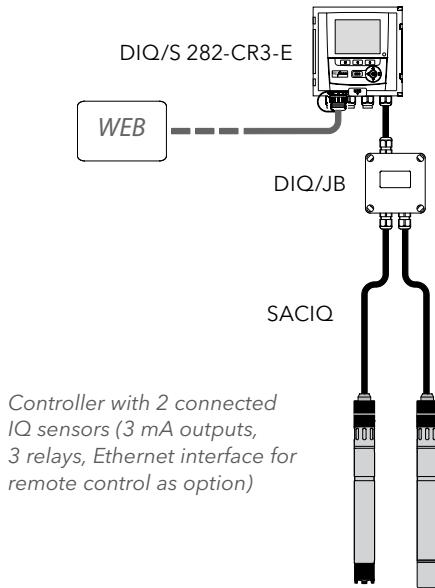 DIQ/S 282-CR3-E
WEB
DIQ/JB
SACIQ
Controller with 2 connected
IQ sensors (3 mA outputs,
3 relays, Ethernet interface for
remote control as option)